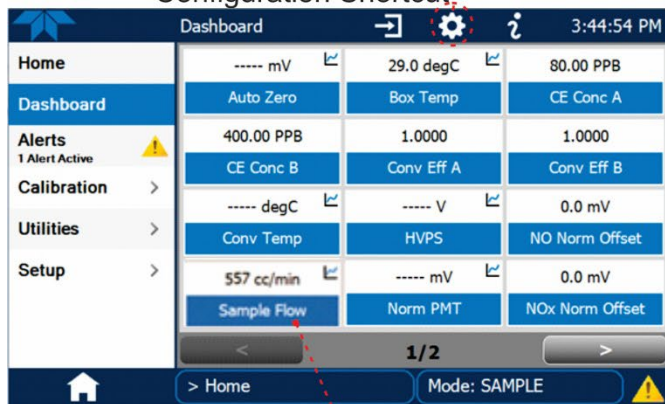 Configuration Shortcut
Dashboard 3:44:54 PM
Home
Dashboard
Alerts
1 Alert Active
Calibration >
Utilities >
Setup >
----- mV 29.0 degC 80.00 PPB
Auto Zero Box Temp CE Conc A
400.00 PPB 1.0000 1.0000
CE Conc B Conv Eff A Conv Eff B
----- degC ----- V 0.0 mV
Conv Temp HVPS NO Norm Offset
557 cc/min ----- mV 0.0 mV
Sample Flow Norm PMT NOx Norm Offset
< 1/2 >
> Home Mode: SAMPLE